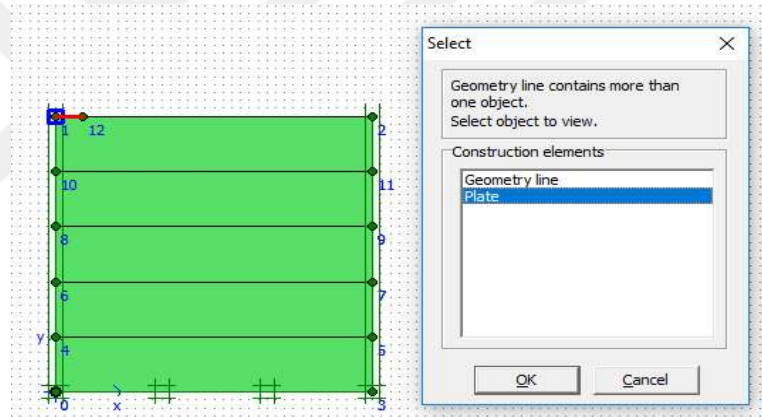 Select
Geometry line contains more than
one object.
Select object to view.
Construction elements
Geometry line
Plate
OK
Cancel
1 12
2
10
11
8
9
6
7
y
4
5
0
x
3